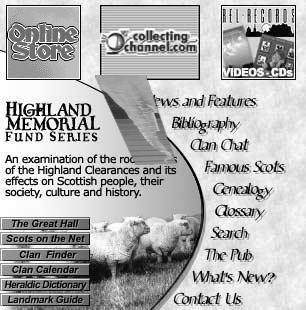 Online
Store
collecting
channel.com
REL-RECORDS
VIDEOS - CDs
HIGHLAND
MEMORIAL
FUND SERIES
An examination of the
of the Highland Clearances and its
effects on Scottish people, their
society, culture and history.
The Great Hall
Scots on the Net
Clan Finder
Clan Calendar
Heraldic Dictionary
Landmark Guide
and Features
Bibliography
Clan Chat
Famous Scots
Genealogy
Glossary
Search
The Pub
What's New?
Contact Us